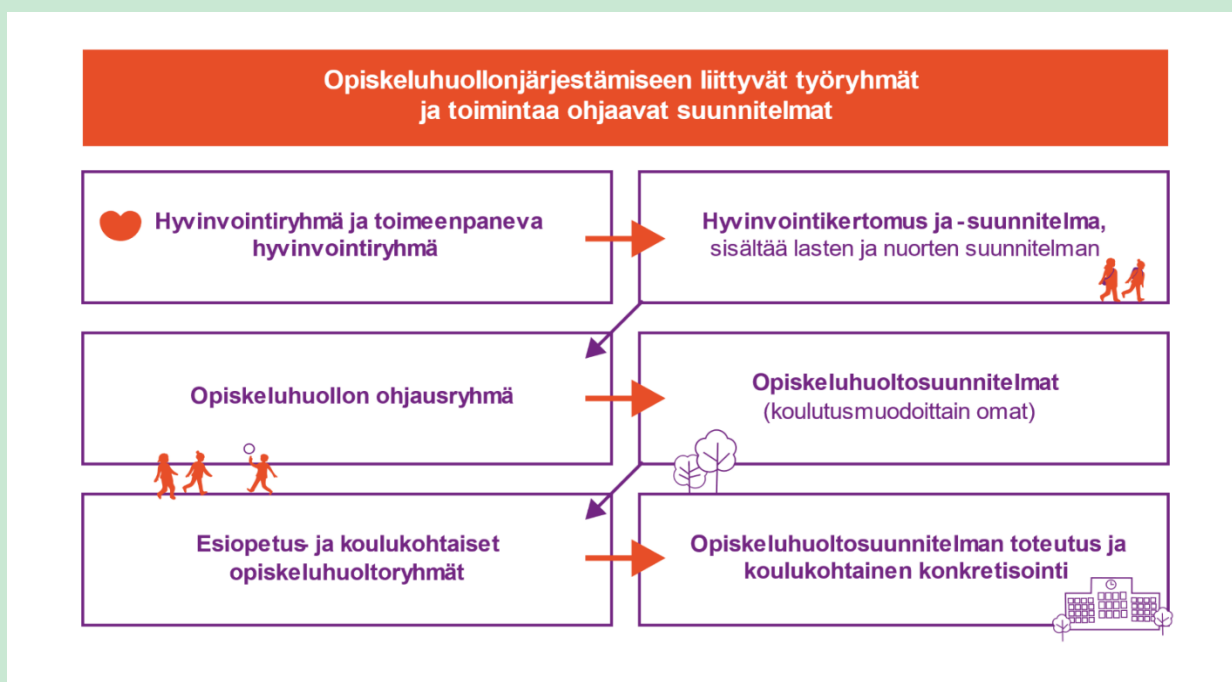 Opiskeluhuollonjärjestämiseen liittyvät työryhmät
ja toimintaa ohjaavat suunnitelmat
Hyvinvointiryhmä ja toimeenpaneva
hyvinvointiryhmä
Hyvinvointikertomus ja -suunnitelma,
sisältää lasten ja nuorten suunnitelman
Opiskeluhuollon ohjausryhmä
Opiskeluhuoltosuunnitelmat
(koulutusmuodoittain omat)
Esiopetus- ja koulukohtaiset
opiskeluhuoltoryhmät
Opiskeluhuoltosuunnitelman toteutus ja
koulukohtainen konkretisointi